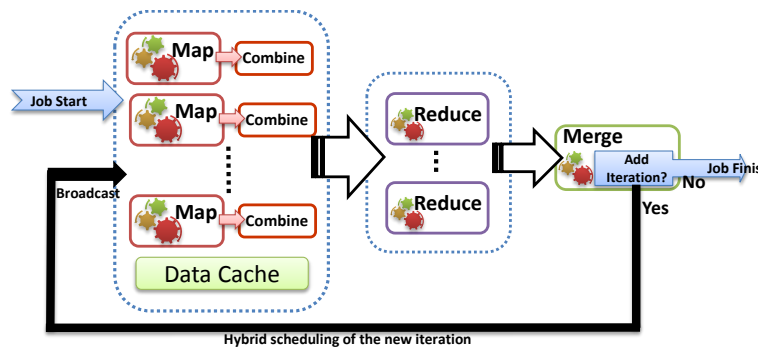 Job Start
Map
Combine
Map
Combine
Map
Combine
Data Cache
Reduce
Reduce
Merge
Add
Iteration?
No
Job Finis
Yes
Broadcast
Hybrid scheduling of the new iteration